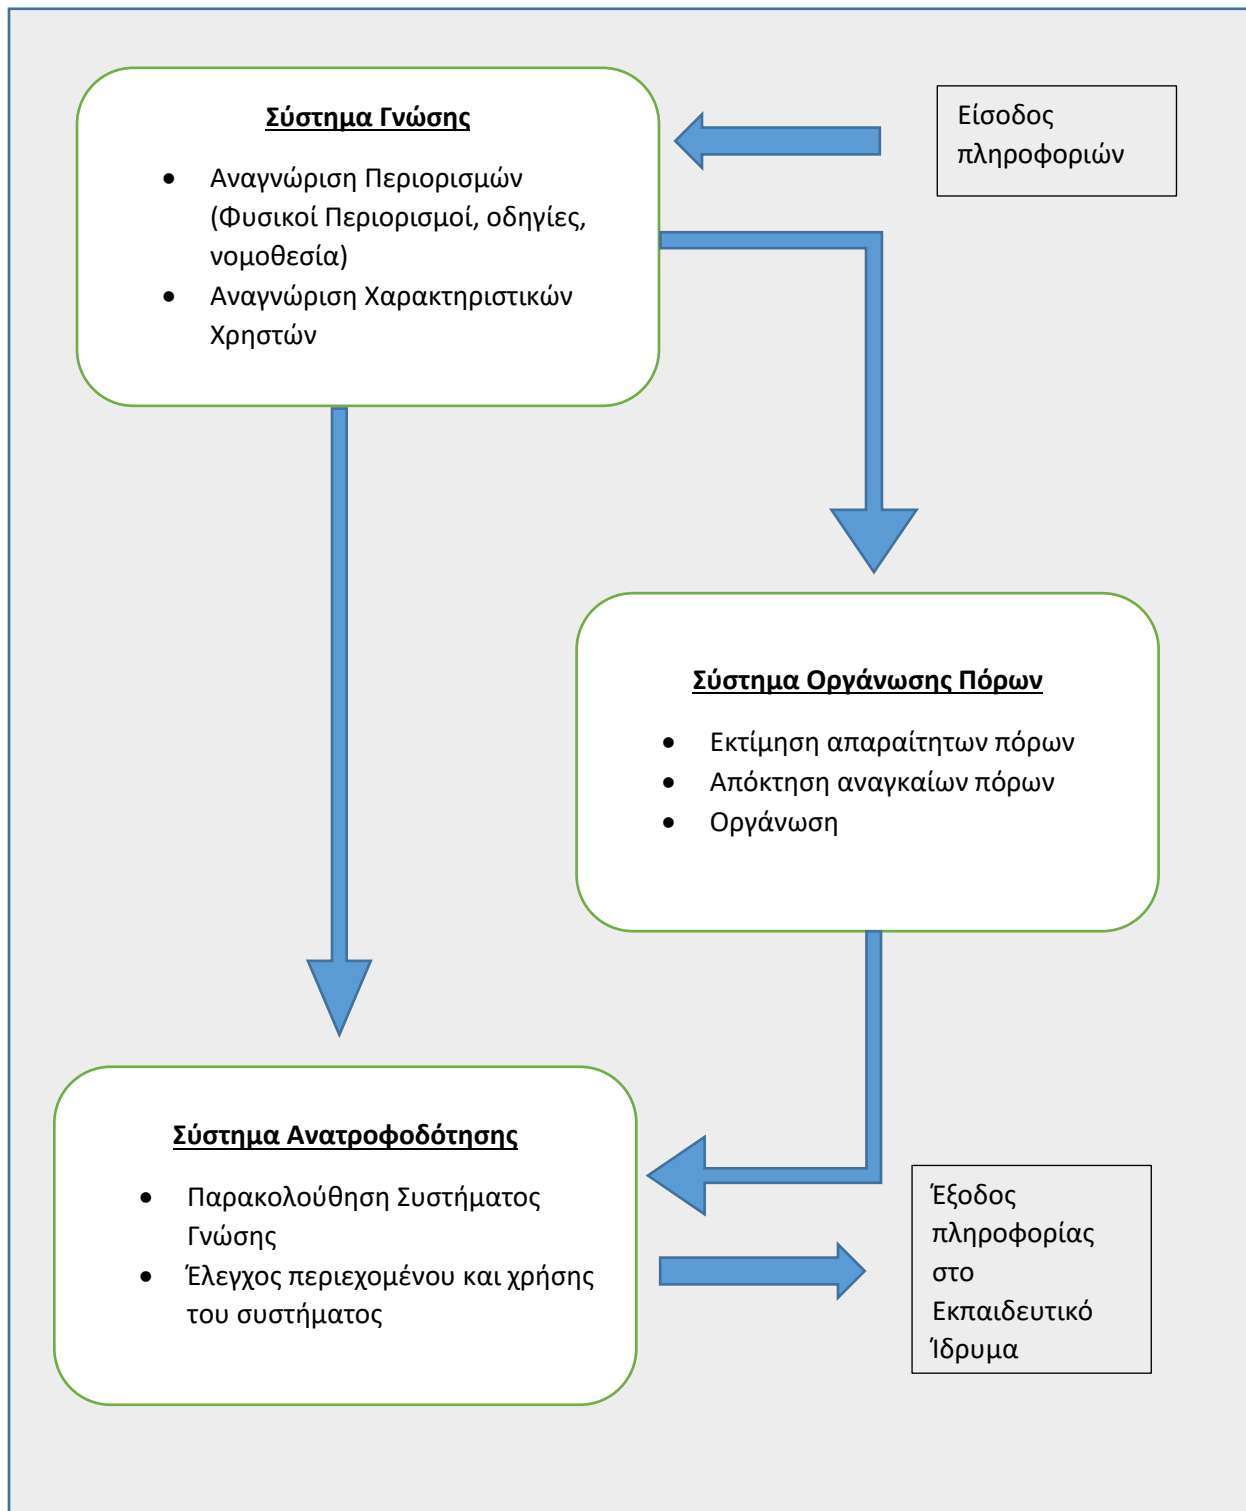 Σύστημα Γνώσης
• Αναγνώριση Περιορισμών
(Φυσικοί Περιορισμοί, οδηγίες,
νομοθεσία)
• Αναγνώριση Χαρακτηριστικών
Χρηστών
Είσοδος
πληροφοριών
Σύστημα Οργάνωσης Πόρων
• Εκτίμηση απαραίτητων πόρων
• Απόκτηση αναγκαίων πόρων
• Οργάνωση
Σύστημα Ανατροφοδότησης
• Παρακολούθηση Συστήματος
Γνώσης
• Έλεγχος περιεχομένου και χρήσης
του συστήματος
Έξοδος
πληροφορίας
στο
Εκπαιδευτικό
Ίδρυμα